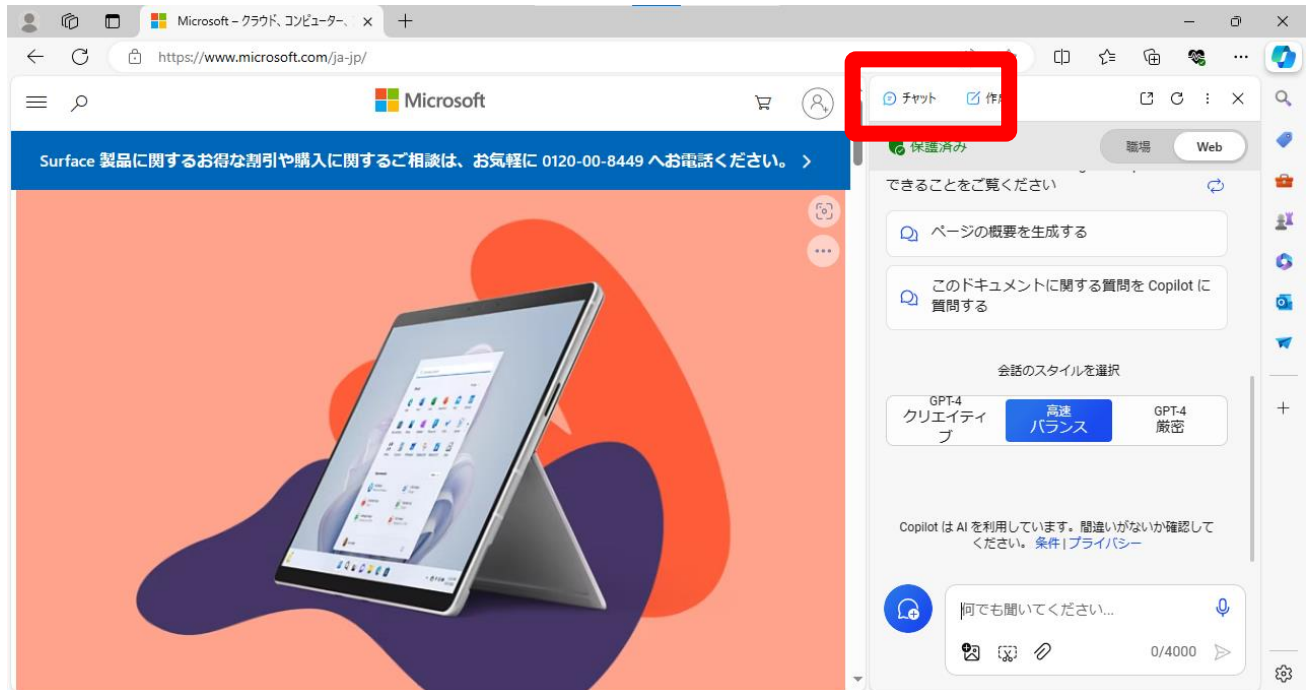 Microsoft – クラウド、コンピューター、
https://www.microsoft.com/ja-jp/
Microsoft
チャット 作
Surface 製品に関するお得な割引や購入に関するご相談は、お気軽に 0120-00-8449 へお電話ください。
保護済み
職場 Web
できることをご覧ください
ページの概要を生成する
このドキュメントに関する質問を Copilot に
質問する
会話のスタイルを選択
GPT-4
クリエイティ
ブ
高速
バランス
GPT-4
厳密
Copilot は AI を利用しています。間違いがないか確認して
ください。 条件 | プライバシー
何でも聞いてください...
0/4000